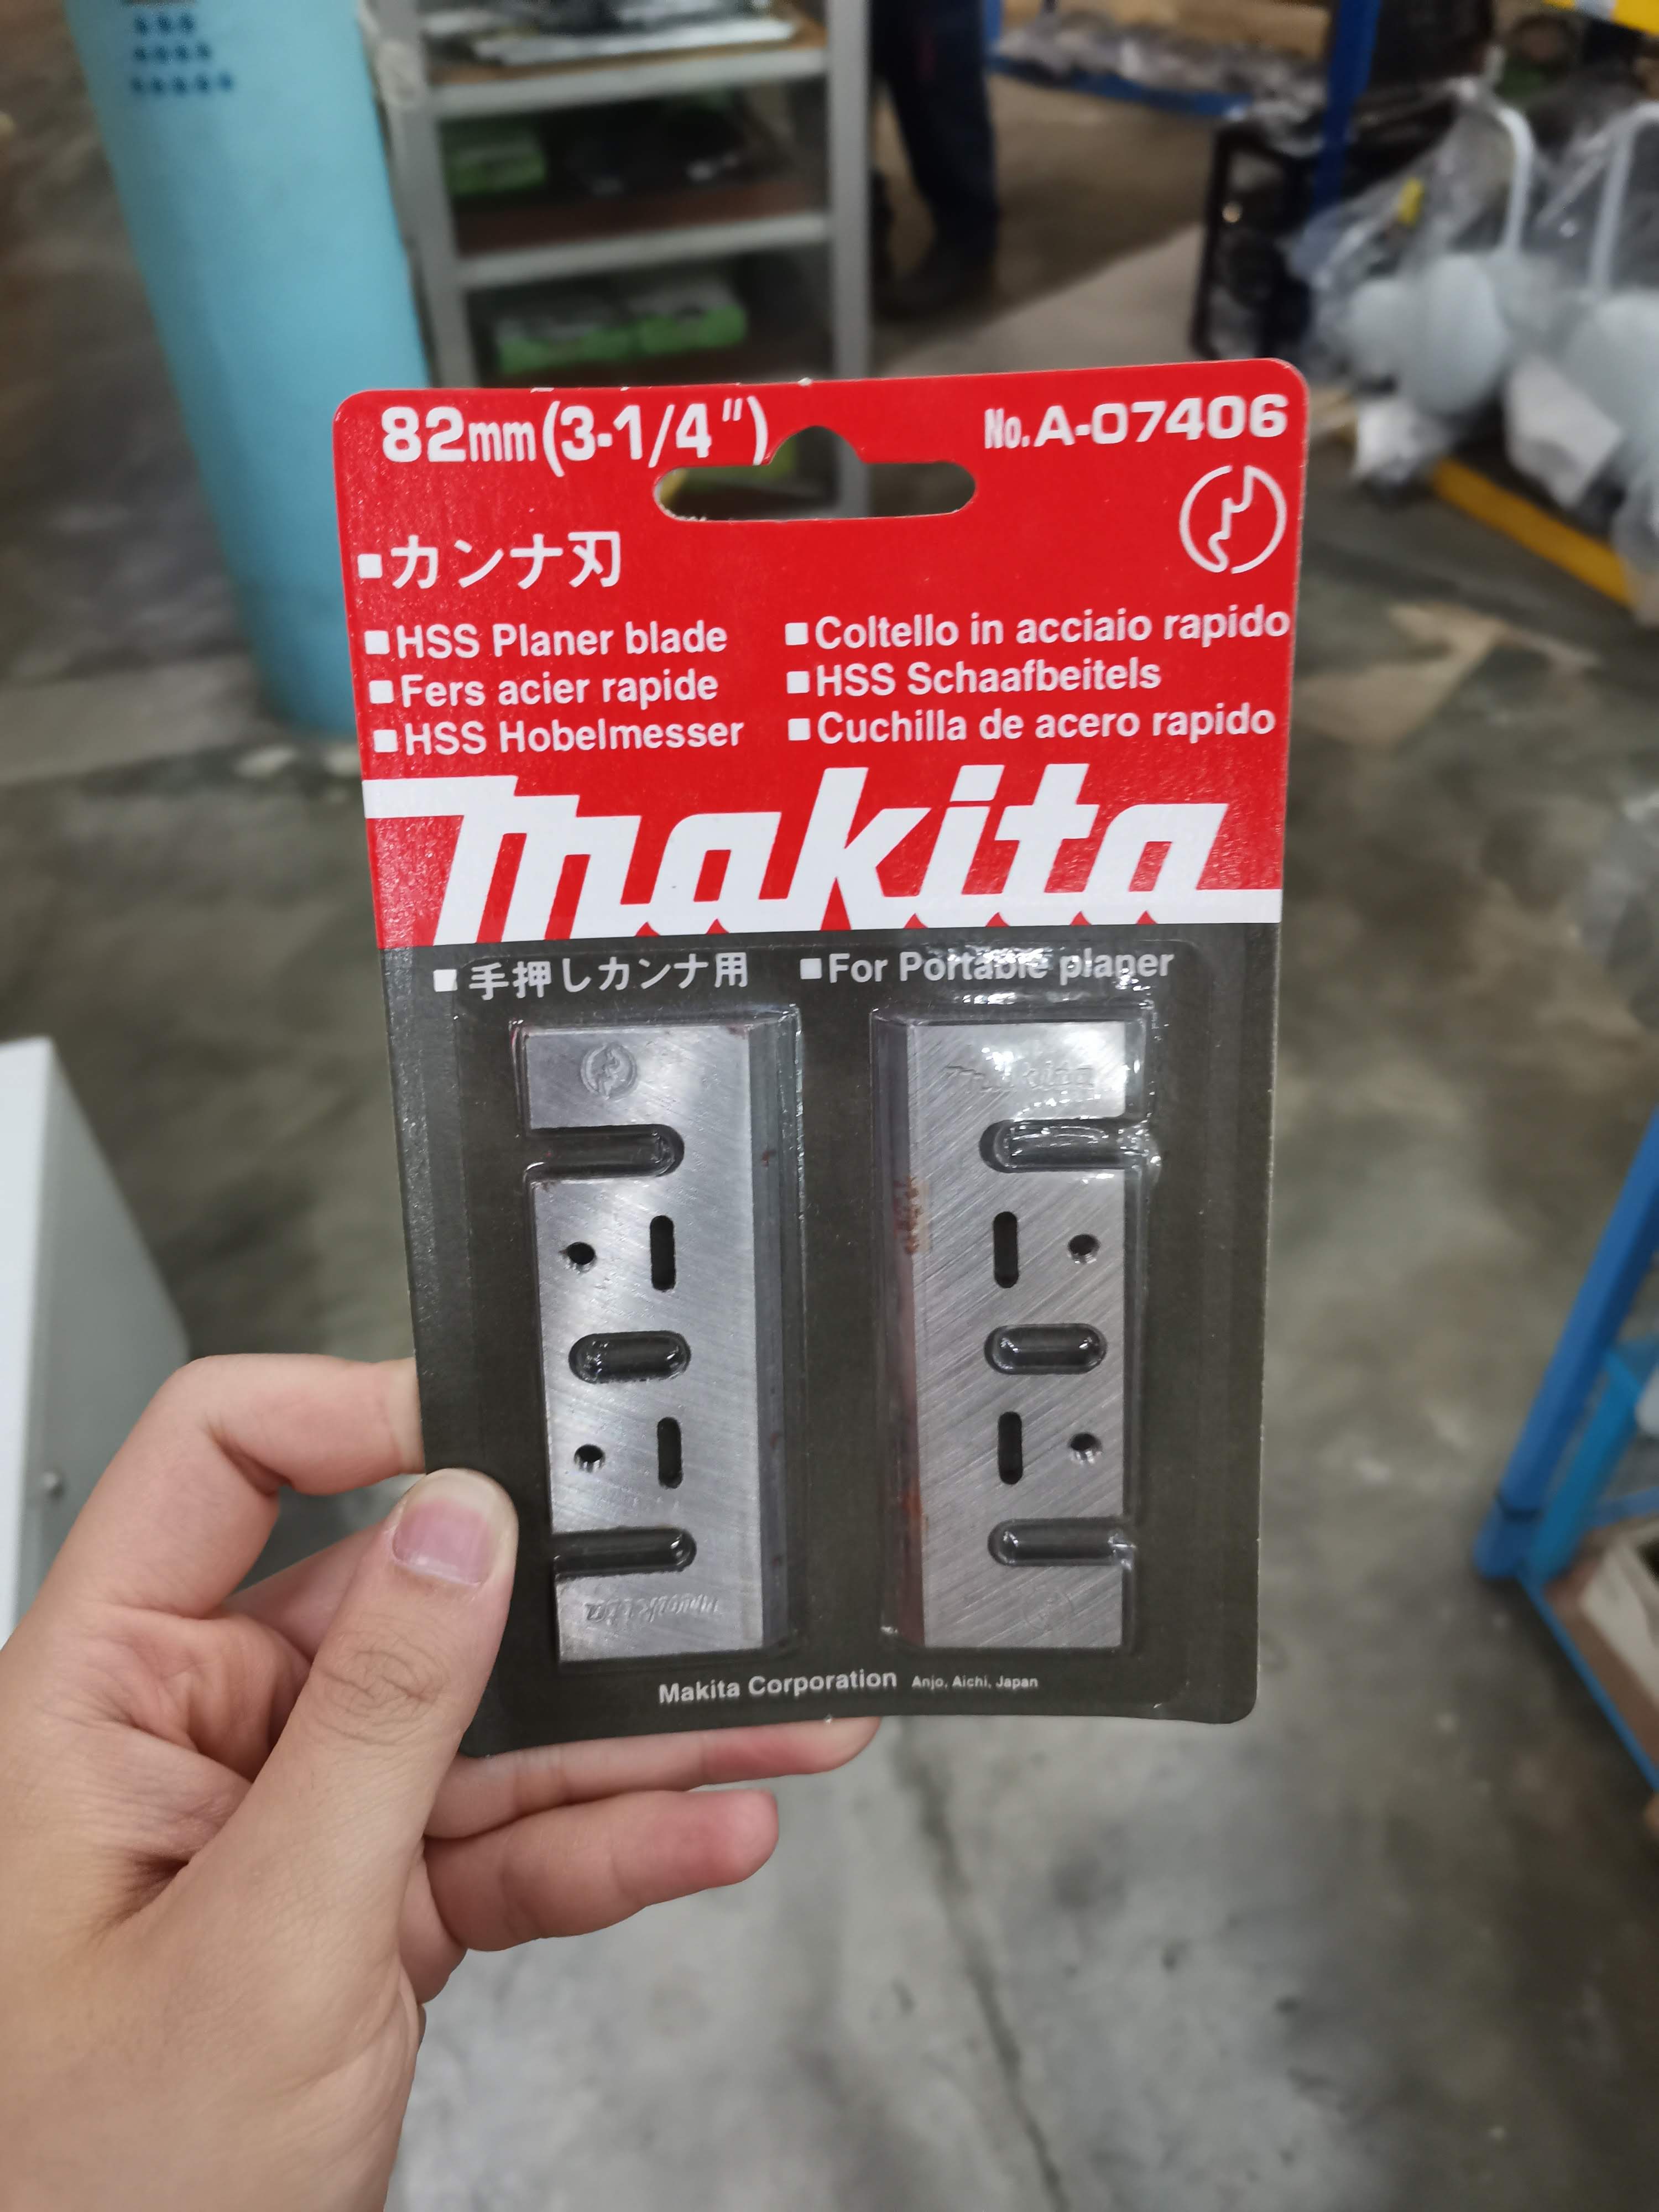 82mm(3-1/4") No.A-07406
■カンナ刃
■HSS Planer blade ■Coltello in acciaio rapido
■Fers acier rapide ■HSS Schaafbeitels
■HSS Hobelmesser ■Cuchilla de acero rapido
makita
■手押しカンナ用 ■For Portable planer
makita
makita
Makita Corporation Anjo, Aichi, Japan